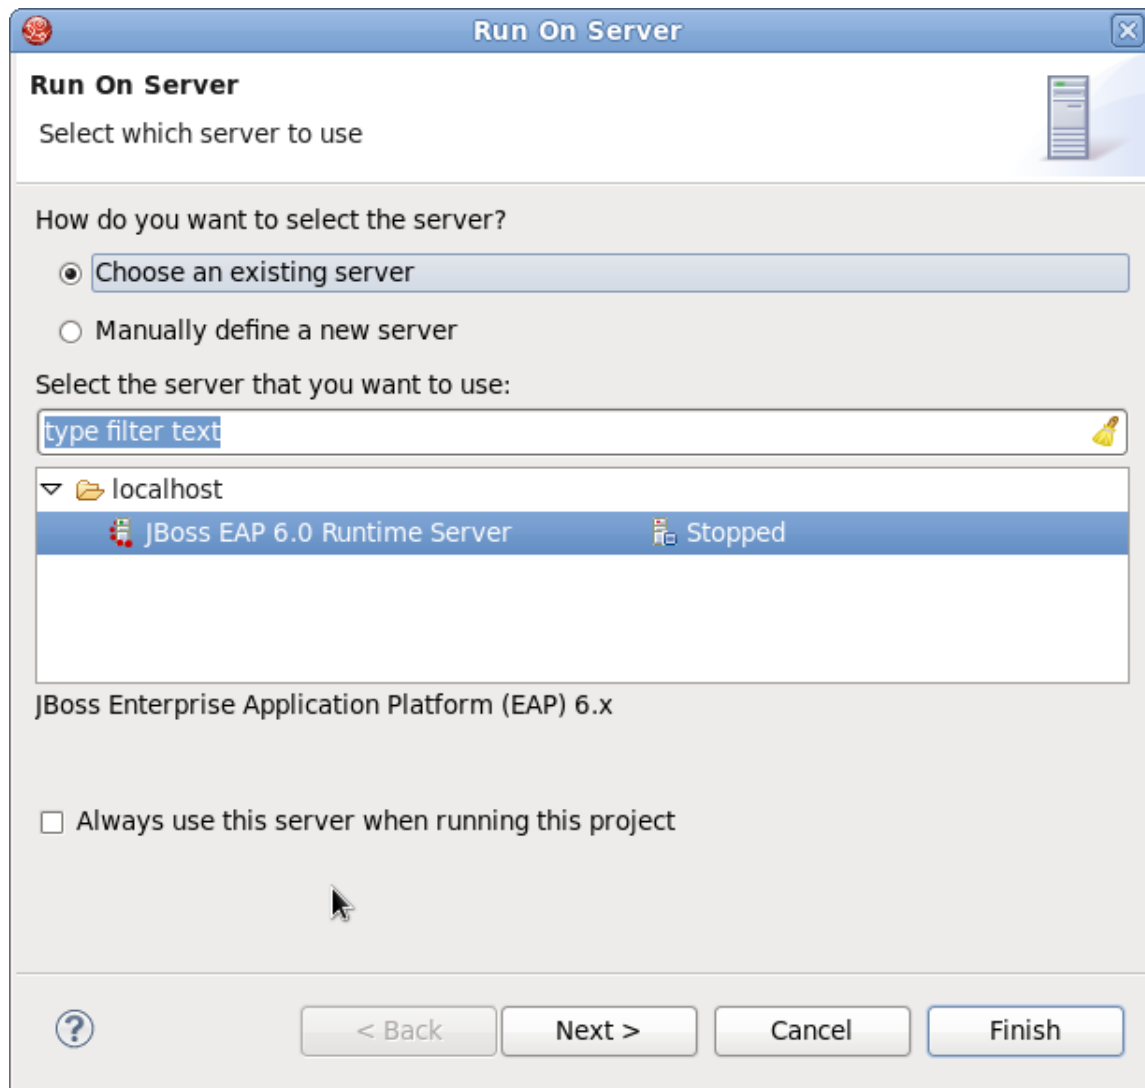 Run On Server
Run On Server
Select which server to use
How do you want to select the server?
Choose an existing server
Manually define a new server
Select the server that you want to use:
type filter text
localhost
JBoss EAP 6.0 Runtime Server Stopped
JBoss Enterprise Application Platform (EAP) 6.x
Always use this server when running this project
? < Back Next > Cancel Finish